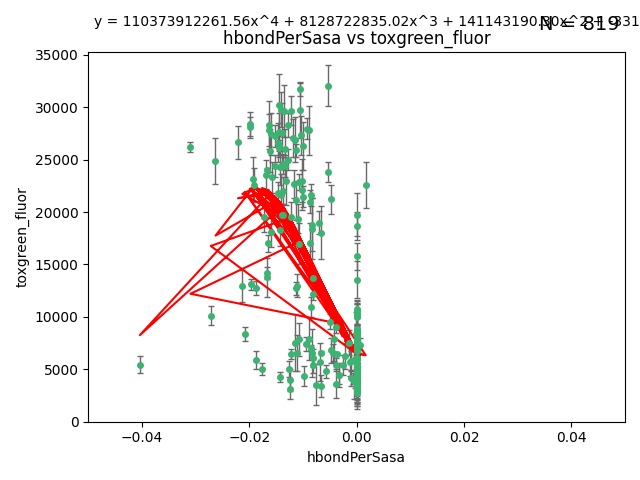 y = 110373912261.56x^4 + 8128722835.02x^3 + 141143190.
N = 819
hbondPerSasa vs toxgreen_fluor
35000
30000
25000
20000
15000
10000
5000
0
toxgreen_fluor
−0.04
−0.02
0.00
0.02
0.04
hbondPerSasa